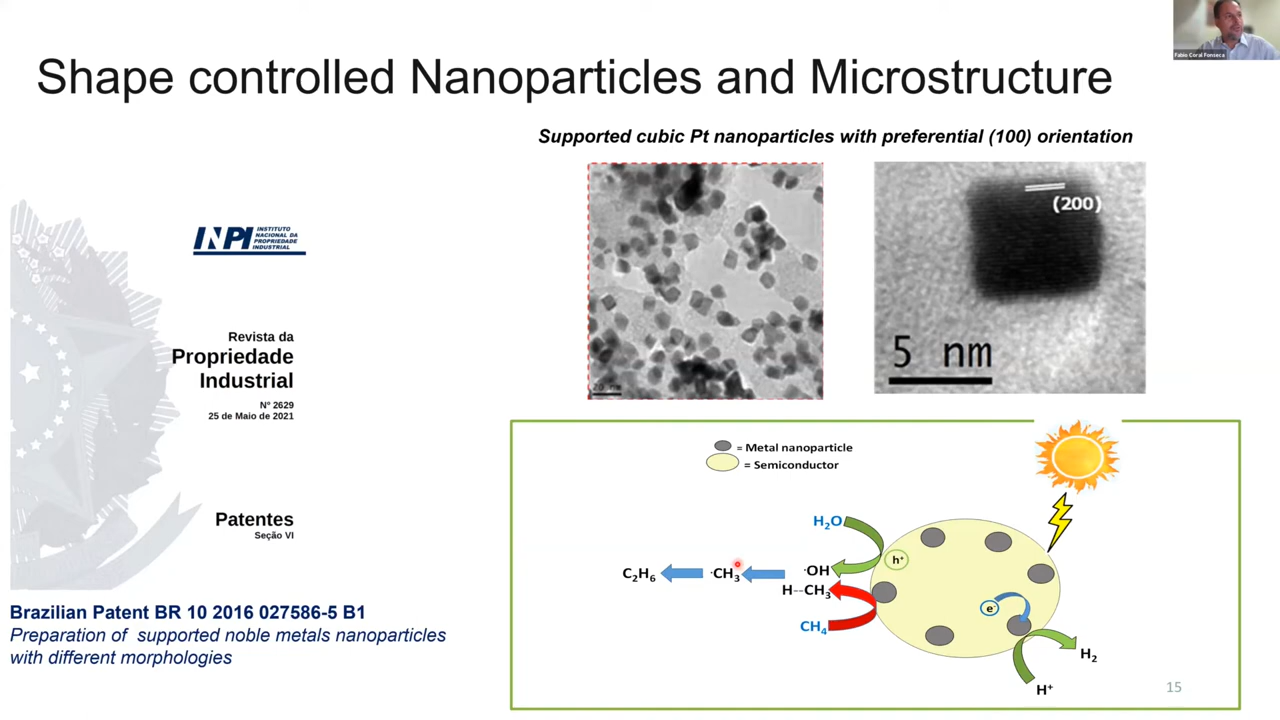 Fabio Coral Fonseca
Shape controlled Nanoparticles and Microstructure
Supported cubic Pt nanoparticles with preferential (100) orientation
INPI INSTITUTO
NACIONAL DA
PROPRIEDADE
INDUSTRIAL
Revista da
Propriedade
Industrial
Nº 2629
25 de Maio de 2021
Patentes
Seção VI
Brazilian Patent BR 10 2016 027586-5 B1
Preparation of supported noble metals nanoparticles
with different morphologies
(200)
5 nm
= Metal nanoparticle
= Semiconductor
H₂O
h⁺
·OH
C₂H₆
·CH₃
H--CH₃
CH₄
e⁻
H₂
H⁺
15